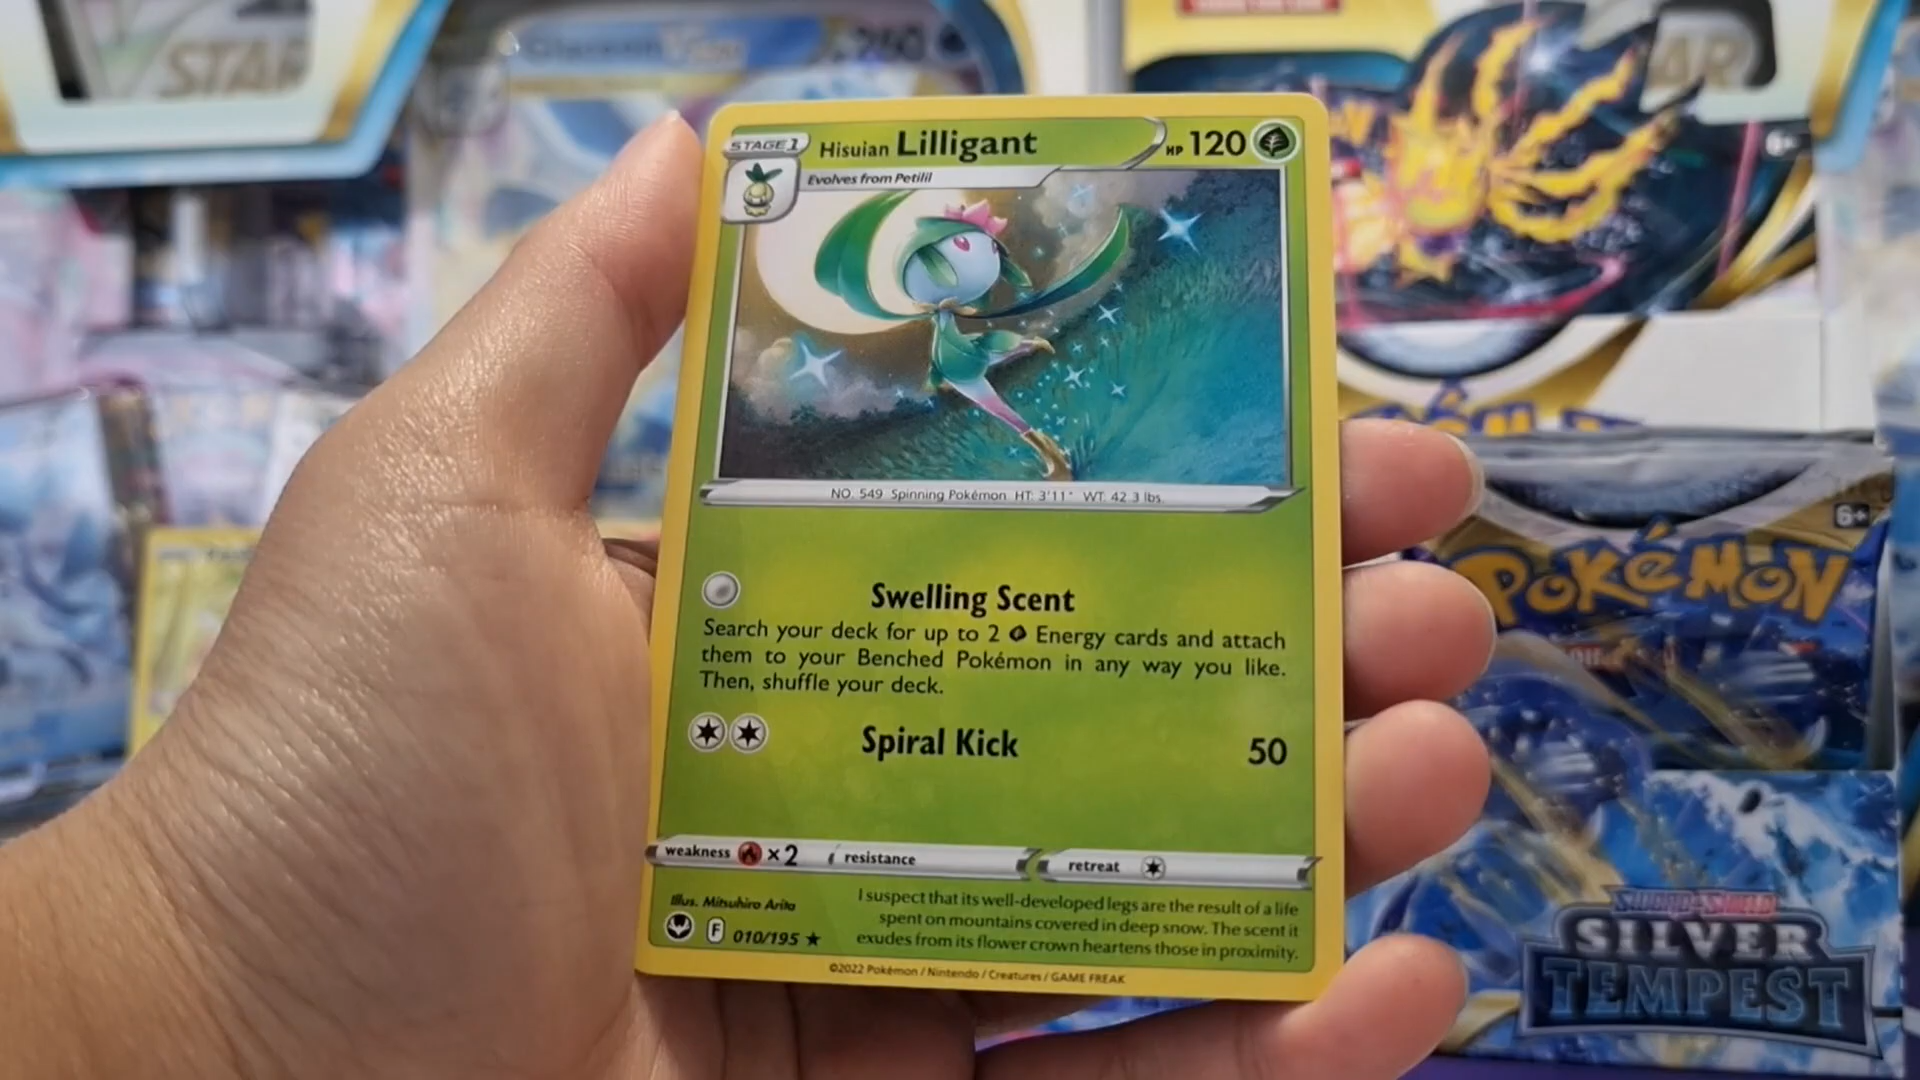 STAR
VSTAR
260
STAGE 1
Hisuian Lilligant
HP 120
Evolves from Petilil
NO. 549 Spinning Pokémon HT: 3'11" WT: 42.3 lbs.
Swelling Scent
Search your deck for up to 2 Energy cards and attach
them to your Benched Pokémon in any way you like.
Then, shuffle your deck.
Spiral Kick 50
weakness ×2 resistance retreat
Illus. Mitsuhiro Arita
F 010/195 ★
I suspect that its well-developed legs are the result of a life
spent on mountains covered in deep snow. The scent it
exudes from its flower crown heartens those in proximity.
©2022 Pokémon / Nintendo / Creatures / GAME FREAK
6+
POKéMON
SWORD & SHIELD
SILVER
TEMPEST